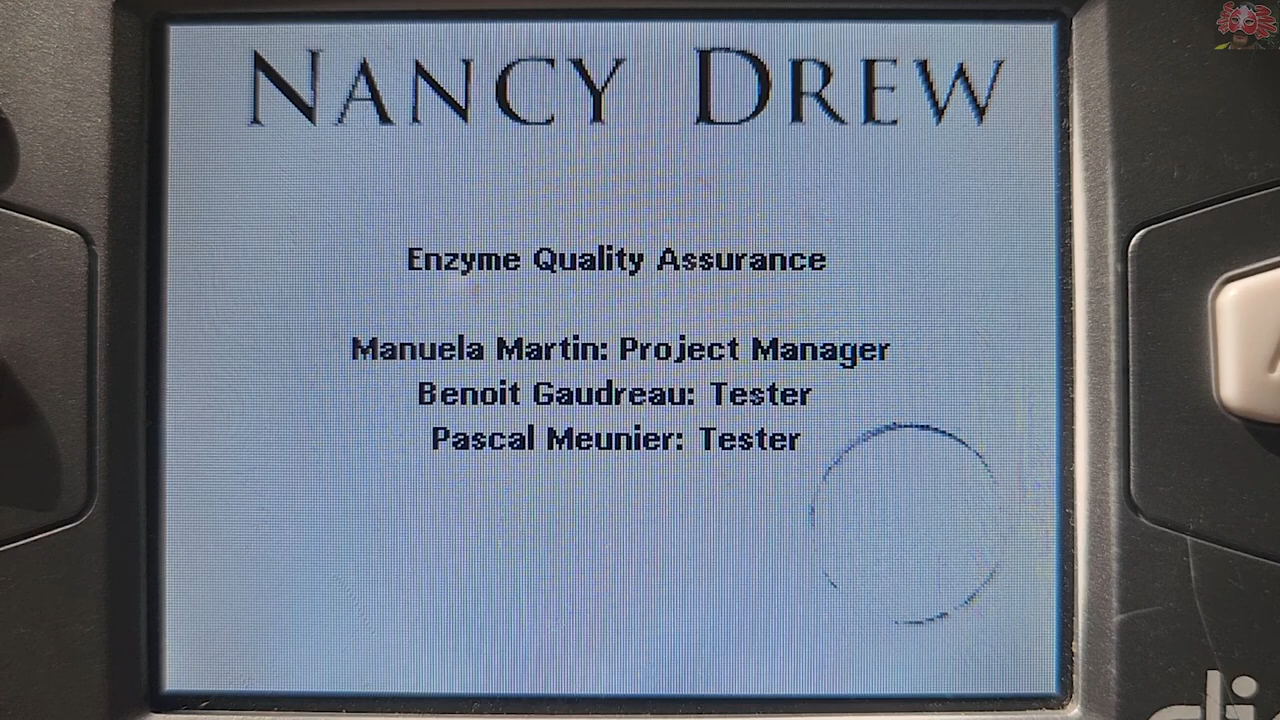 NANCY DREW
Enzyme Quality Assurance
Manuela Martin: Project Manager
Benoit Gaudreau: Tester
Pascal Meunier: Tester